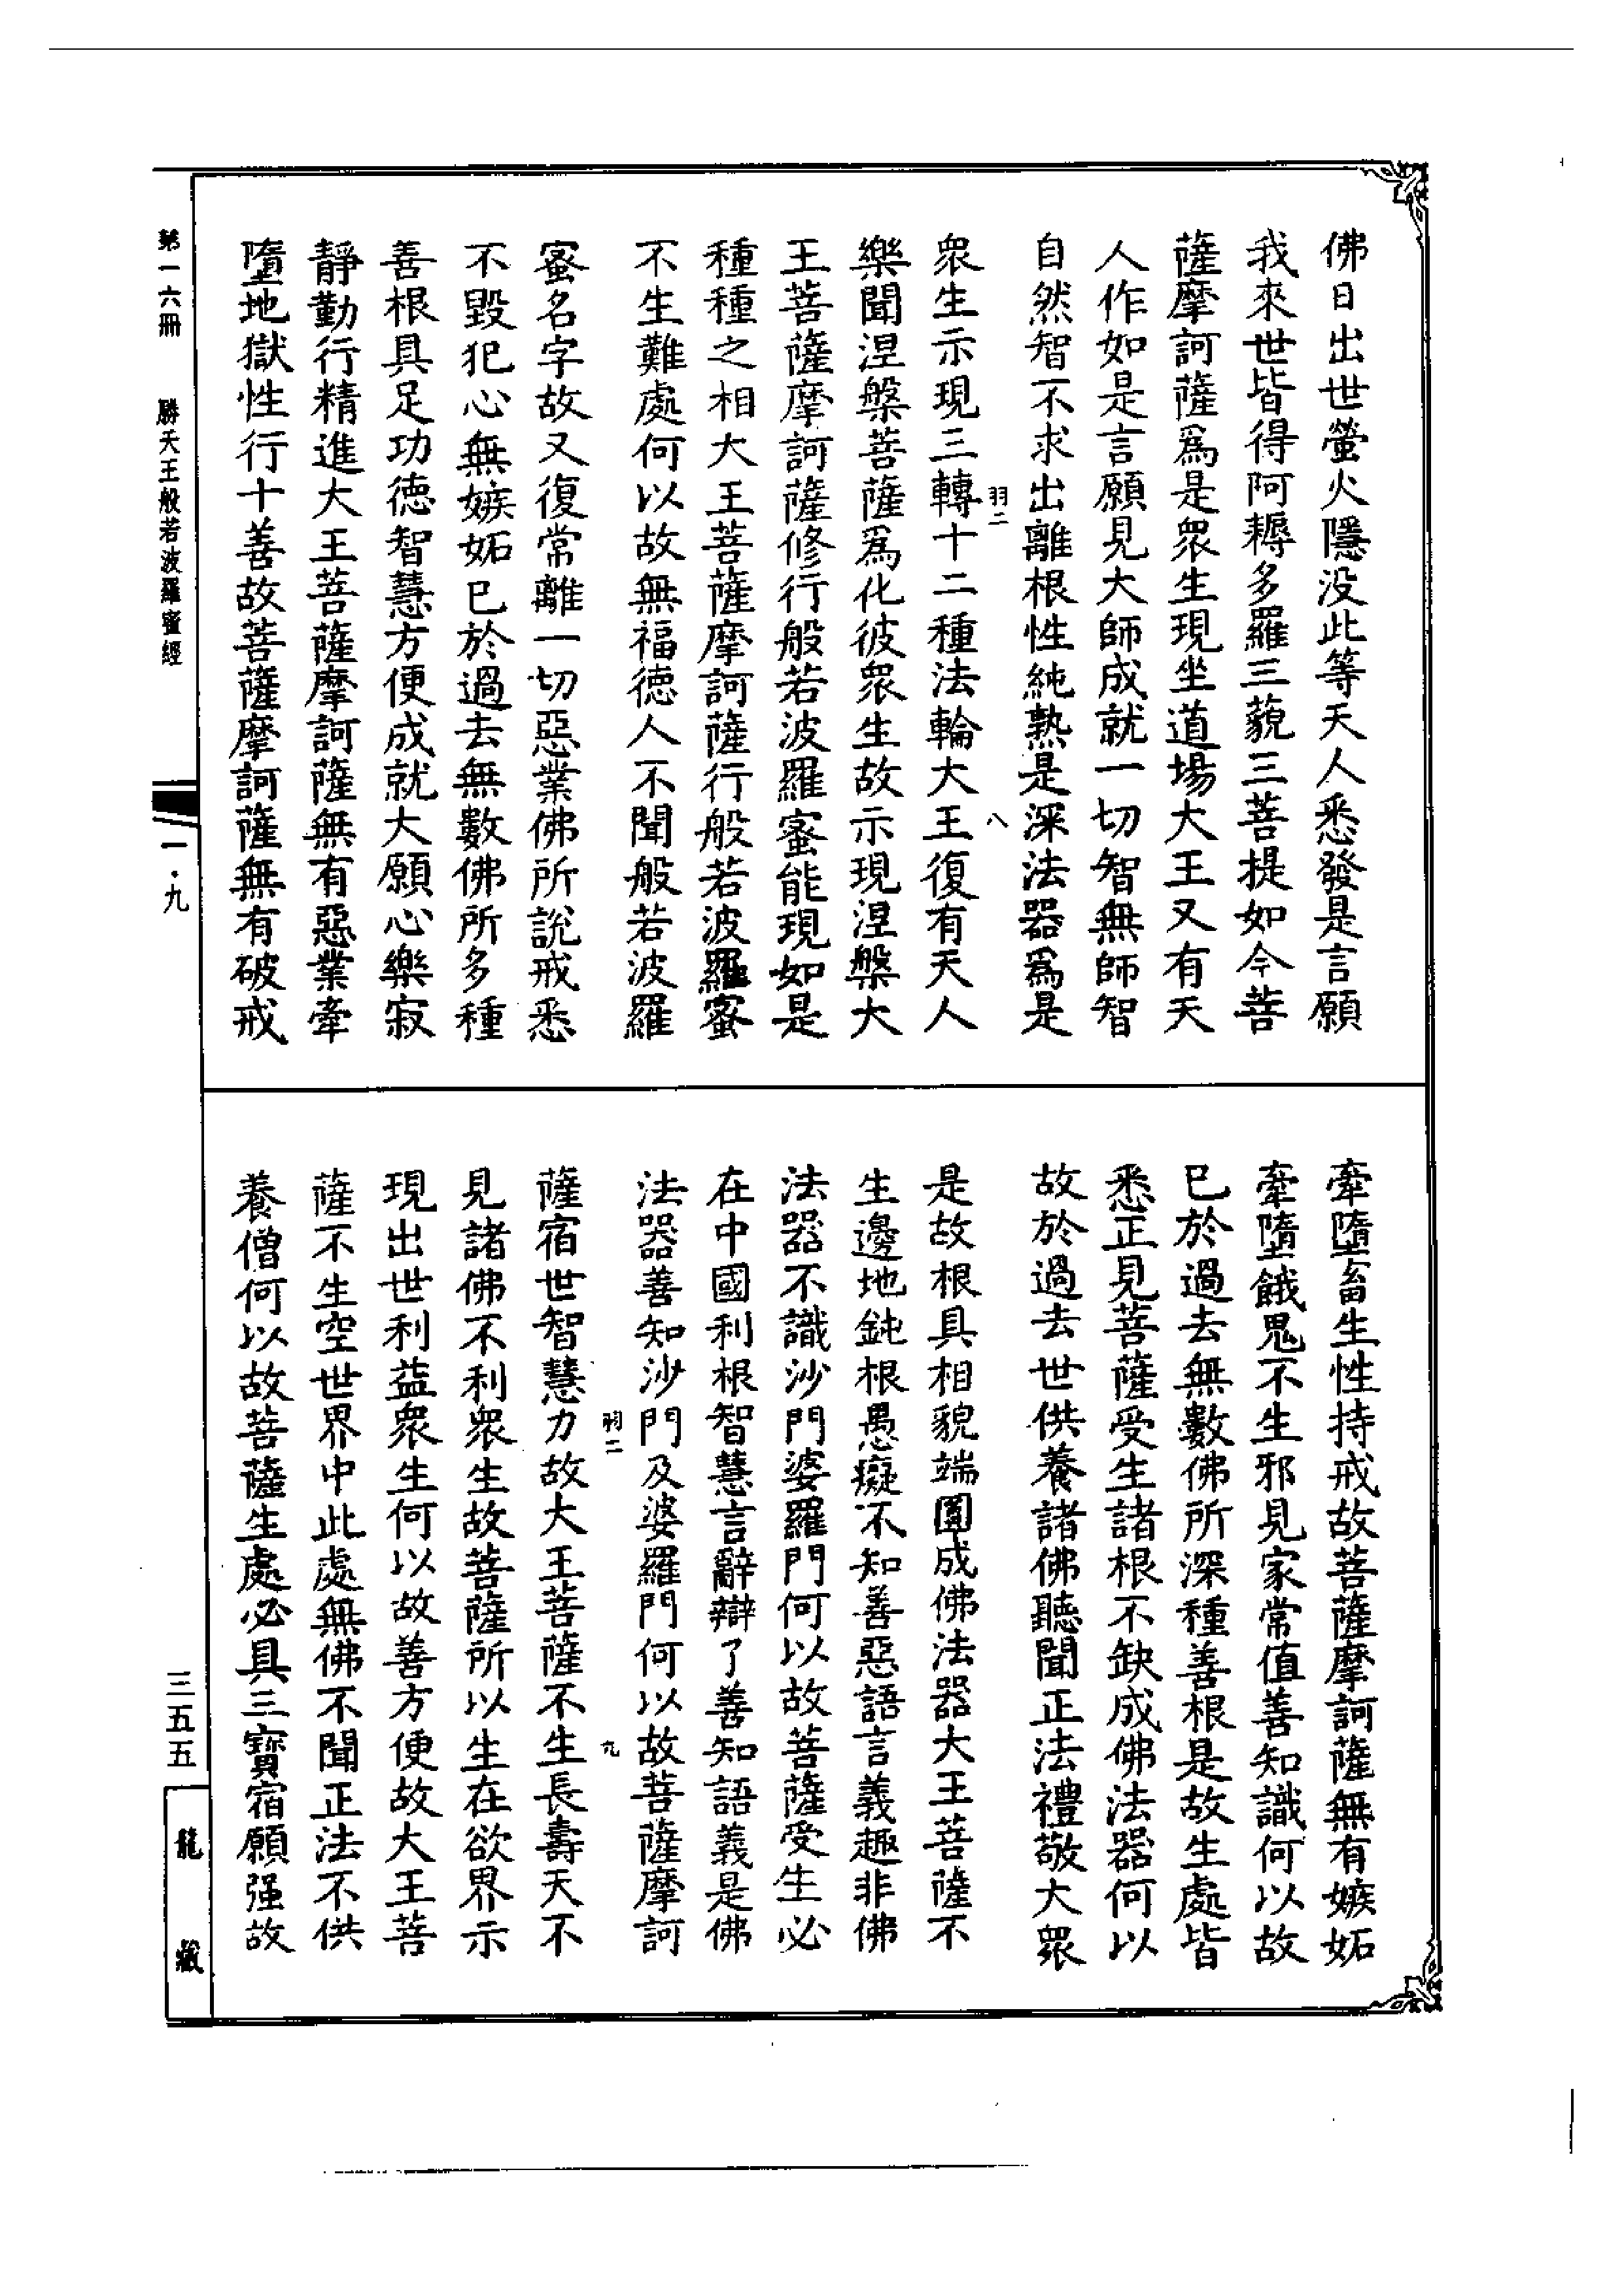 佛日出世螢火隱没此等天人悉發是言願
我來世皆得阿耨多羅三藐三菩提如今菩
薩摩訶薩爲是衆生現坐道場大王又有天
人作如是言願見大師成就一切智無師智
自然智不求出離根性純熟是深法器爲是
羽二
八
衆生示現三轉十二種法輪大王復有天人
樂聞涅槃菩薩爲化彼衆生故示現涅槃大
王菩薩摩訶薩修行般若波羅蜜能現如是
種種之相大王菩薩摩訶薩行般若波羅蜜
不生難處何以故無福德人不聞般若波羅
蜜名字故又復常離一切惡業佛所說戒悉
不毀犯心無嫉妬已於過去無數佛所多種
善根具足功德智慧方便成就大願心樂寂
靜勤行精進大王菩薩摩訶薩無有惡業牽
墮地獄性行十善故菩薩摩訶薩無有破戒
牽墮畜生性持戒故菩薩摩訶薩無有嫉妬
牽墮餓鬼不生邪見家常值善知識何以故
已於過去無數佛所深種善根是故生處皆
悉正見菩薩受生諸根不缺成佛法器何以
故於過去世供養諸佛聽聞正法禮敬大衆
是故根具相貌端圓成佛法器大王菩薩不
生邊地鈍根愚癡不知善惡語言義趣非佛
法器不識沙門婆羅門何以故菩薩受生必
在中國利根智慧言辭辯了善知語義是佛
法器善知沙門及婆羅門何以故菩薩摩訶
羽二
九
薩宿世智慧力故大王菩薩不生長壽天不
見諸佛不利衆生故菩薩所以生在欲界示
現出世利益衆生何以故善方便故大王菩
薩不生空世界中此處無佛不聞正法不供
養僧何以故菩薩生處必具三寶宿願强故
第一六冊
勝天王般若波羅蜜經
一·九
三五五
龍藏